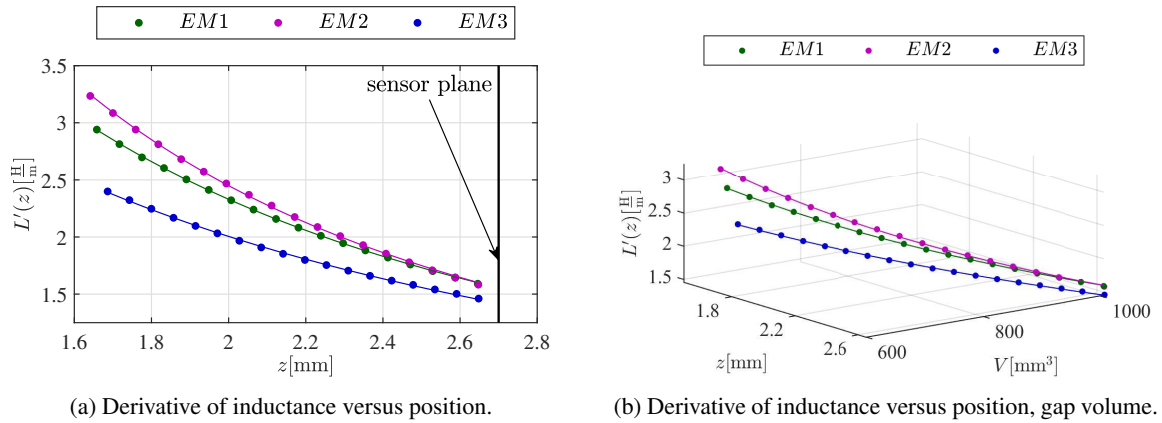 EM1 EM2 EM3
3.5
3
2.5
2
1.5
L′(z)[H/m]
sensor plane
1.6 1.8 2 2.2 2.4 2.6 2.8
z[mm]
(a) Derivative of inductance versus position.
EM1 EM2 EM3
3
2.5
2
1.5
L′(z)[H/m]
1.8
2.2
2.6
z[mm]
600
800
1000
V[mm³]
(b) Derivative of inductance versus position, gap volume.